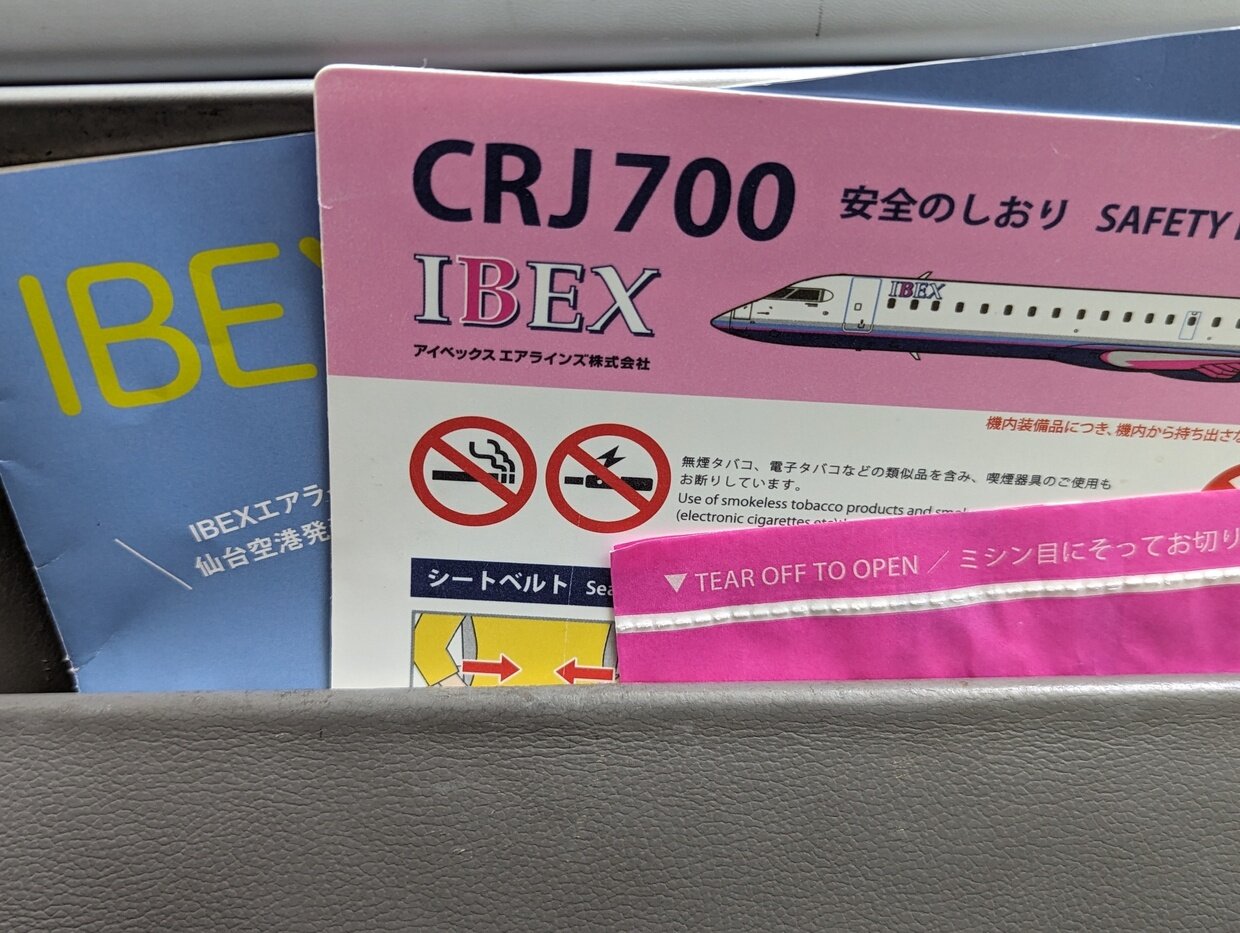 CRJ700
安全のしおり SAFETY
IBEX
アイベックス エアラインズ株式会社
IBEX
機内装備品につき、機内から持ち出さな
無煙タバコ、電子タバコなどの類似品を含み、喫煙器具のご使用も
お断りしています。
Use of smokeless tobacco products and
(electronic cigarettes
シートベルト
▼TEAR OFF TO OPEN / ミシン目にそってお切り
IBE
IBEXエアラ
仙台空港発